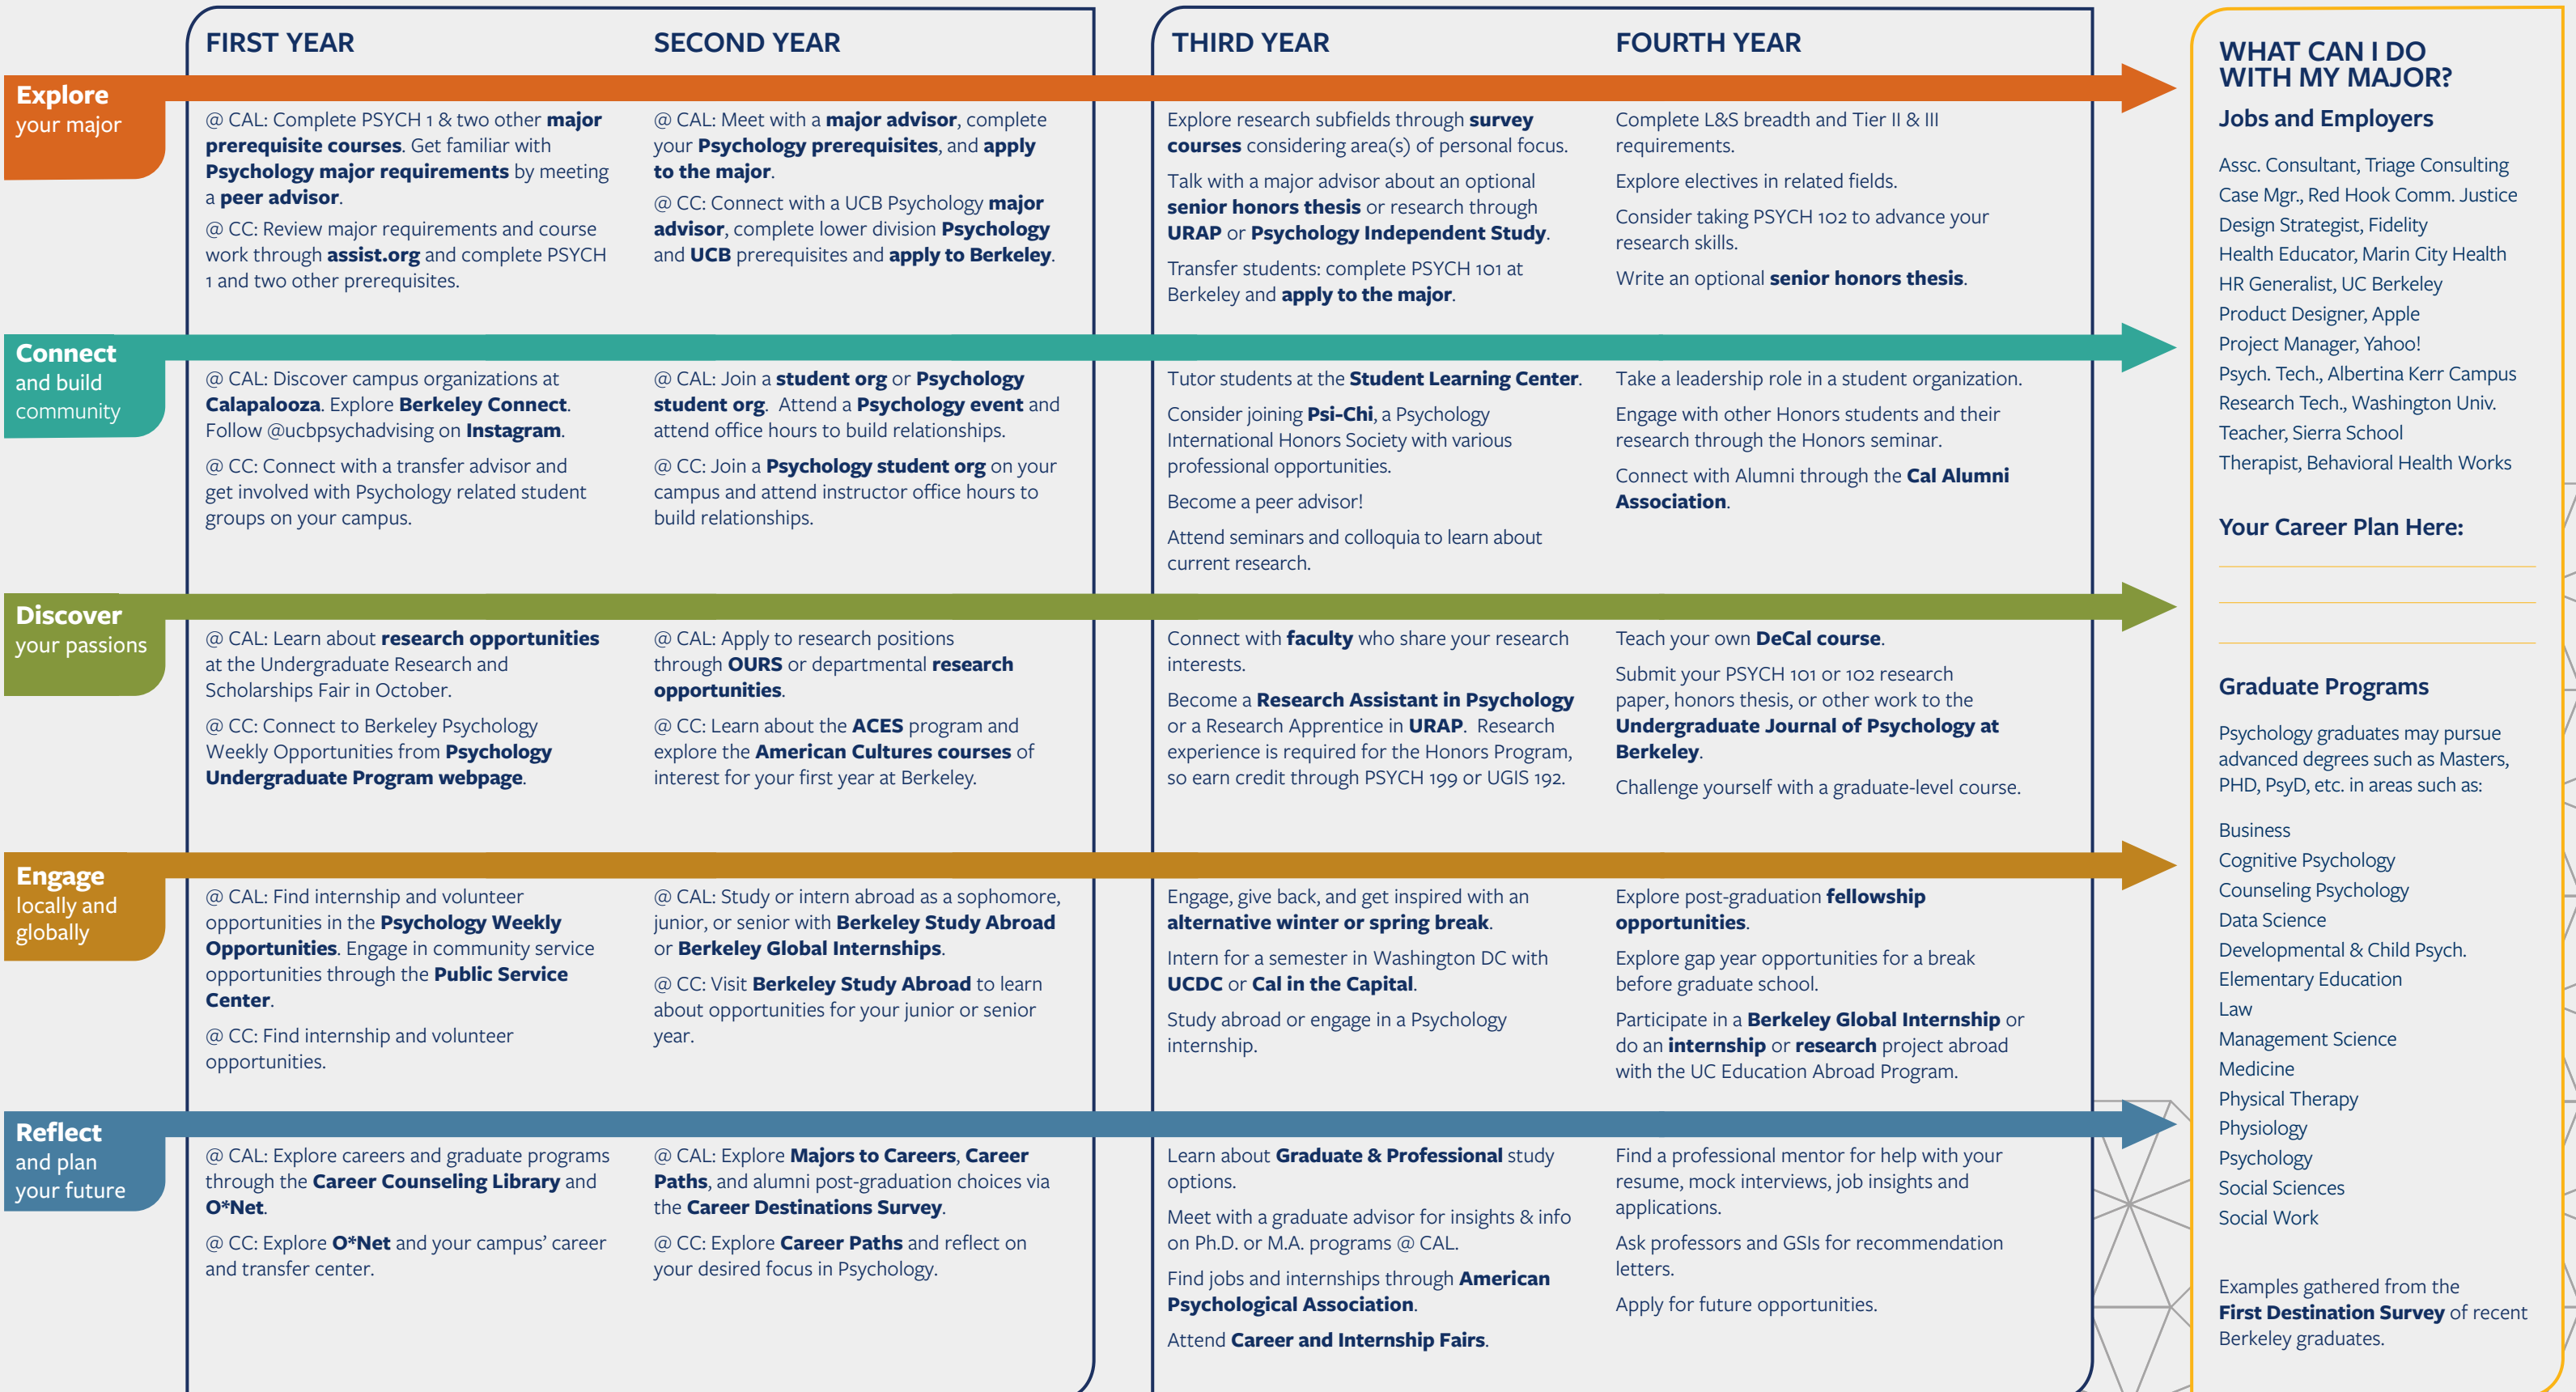 FIRST YEAR
SECOND YEAR
THIRD YEAR
FOURTH YEAR
Explore
your major
@ CAL: Complete PSYCH 1 & two other major
prerequisite courses. Get familiar with
Psychology major requirements by meeting
a peer advisor.
@ CC: Review major requirements and course
work through assist.org and complete PSYCH
1 and two other prerequisites.
@ CAL: Meet with a major advisor, complete
your Psychology prerequisites, and apply
to the major.
@ CC: Connect with a UCB Psychology major
advisor, complete lower division Psychology
and UCB prerequisites and apply to Berkeley.
Explore research subfields through survey
courses considering area(s) of personal focus.
Talk with a major advisor about an optional
senior honors thesis or research through
URAP or Psychology Independent Study.
Transfer students: complete PSYCH 101 at
Berkeley and apply to the major.
Complete L&S breadth and Tier II & III
requirements.
Explore electives in related fields.
Consider taking PSYCH 102 to advance your
research skills.
Write an optional senior honors thesis.
Connect
and build
community
@ CAL: Discover campus organizations at
Calapalooza. Explore Berkeley Connect.
Follow @ucbpsychadvising on Instagram.
@ CC: Connect with a transfer advisor and
get involved with Psychology related student
groups on your campus.
@ CAL: Join a student org or Psychology
student org.  Attend a Psychology event and
attend office hours to build relationships.
@ CC: Join a Psychology student org on your
campus and attend instructor office hours to
build relationships.
Tutor students at the Student Learning Center.
Consider joining Psi-Chi, a Psychology
International Honors Society with various
professional opportunities.
Become a peer advisor!
Attend seminars and colloquia to learn about
current research.
Take a leadership role in a student organization.
Engage with other Honors students and their
research through the Honors seminar.
Connect with Alumni through the Cal Alumni
Association.
Discover
your passions
@ CAL: Learn about research opportunities
at the Undergraduate Research and
Scholarships Fair in October.
@ CC: Connect to Berkeley Psychology
Weekly Opportunities from Psychology
Undergraduate Program webpage.
@ CAL: Apply to research positions
through OURS or departmental research
opportunities.
@ CC: Learn about the ACES program and
explore the American Cultures courses of
interest for your first year at Berkeley.
Connect with faculty who share your research
interests.
Become a Research Assistant in Psychology
or a Research Apprentice in URAP.  Research
experience is required for the Honors Program,
so earn credit through PSYCH 199 or UGIS 192.
Teach your own DeCal course.
Submit your PSYCH 101 or 102 research
paper, honors thesis, or other work to the
Undergraduate Journal of Psychology at
Berkeley.
Challenge yourself with a graduate-level course.
Engage
locally and
globally
@ CAL: Find internship and volunteer
opportunities in the Psychology Weekly
Opportunities. Engage in community service
opportunities through the Public Service
Center.
@ CC: Find internship and volunteer
opportunities.
@ CAL: Study or intern abroad as a sophomore,
junior, or senior with Berkeley Study Abroad
or Berkeley Global Internships.
@ CC: Visit Berkeley Study Abroad to learn
about opportunities for your junior or senior
year.
Engage, give back, and get inspired with an
alternative winter or spring break.
Intern for a semester in Washington DC with
UCDC or Cal in the Capital.
Study abroad or engage in a Psychology
internship.
Explore post-graduation fellowship
opportunities.
Explore gap year opportunities for a break
before graduate school.
Participate in a Berkeley Global Internship or
do an internship or research project abroad
with the UC Education Abroad Program.
Reflect
and plan
your future
@ CAL: Explore careers and graduate programs
through the Career Counseling Library and
O*Net.
@ CC: Explore O*Net and your campus' career
and transfer center.
@ CAL: Explore Majors to Careers, Career
Paths, and alumni post-graduation choices via
the Career Destinations Survey.
@ CC: Explore Career Paths and reflect on
your desired focus in Psychology.
Learn about Graduate & Professional study
options.
Meet with a graduate advisor for insights & info
on Ph.D. or M.A. programs @ CAL.
Find jobs and internships through American
Psychological Association.
Attend Career and Internship Fairs.
Find a professional mentor for help with your
resume, mock interviews, job insights and
applications.
Ask professors and GSIs for recommendation
letters.
Apply for future opportunities.
WHAT CAN I DO
WITH MY MAJOR?
Jobs and Employers
Assc. Consultant, Triage Consulting
Case Mgr., Red Hook Comm. Justice
Design Strategist, Fidelity
Health Educator, Marin City Health
HR Generalist, UC Berkeley
Product Designer, Apple
Project Manager, Yahoo!
Psych. Tech., Albertina Kerr Campus
Research Tech., Washington Univ.
Teacher, Sierra School
Therapist, Behavioral Health Works
Your Career Plan Here:
Graduate Programs
Psychology graduates may pursue
advanced degrees such as Masters,
PHD, PsyD, etc. in areas such as:
Business
Cognitive Psychology
Counseling Psychology
Data Science
Developmental & Child Psych.
Elementary Education
Law
Management Science
Medicine
Physical Therapy
Physiology
Psychology
Social Sciences
Social Work
Examples gathered from the
First Destination Survey of recent
Berkeley graduates.